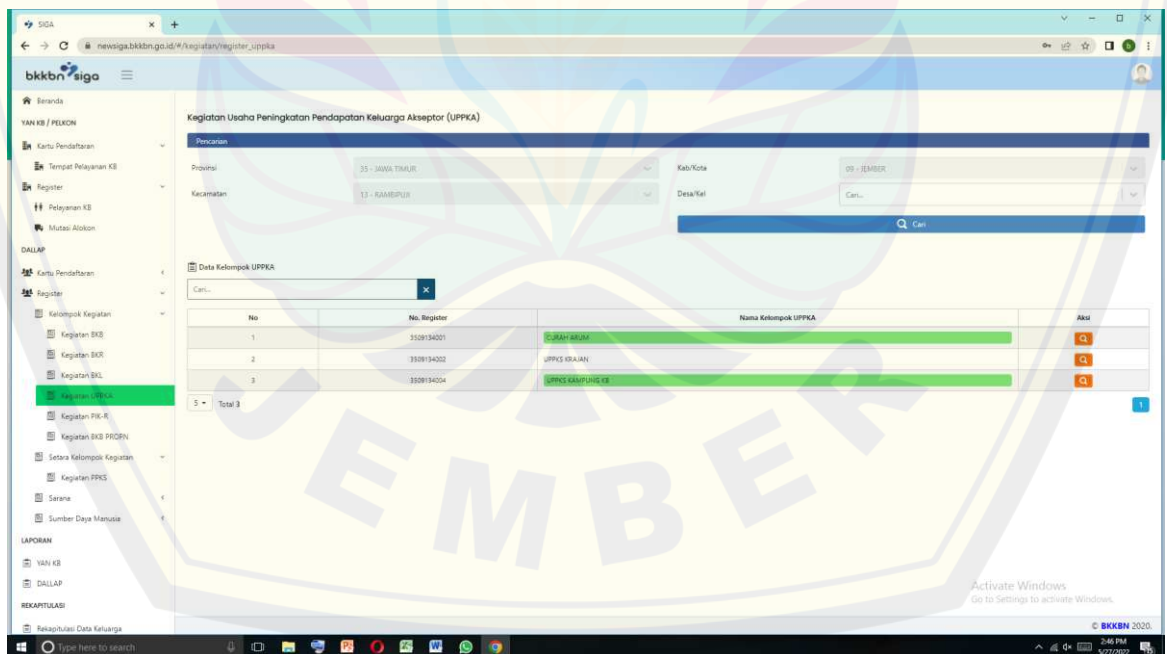 SIGA
newsiga.bkkbn.go.id/#/kegiatan/register_uppka
bkkbn siga
Beranda
YAN KB / PELKON
Kartu Pendaftaran
Tempat Pelayanan KB
Register
Pelayanan KB
Mutasi Alokon
DALLAP
Kartu Pendaftaran
Register
Kelompok Kegiatan
Kegiatan BKB
Kegiatan BKR
Kegiatan BKL
Kegiatan UPPKA
Kegiatan PIK-R
Kegiatan BKB PROPN
Setara Kelompok Kegiatan
Kegiatan PPKS
Sarana
Sumber Daya Manusia
LAPORAN
YAN KB
DALLAP
REKAPITULASI
Rekapitulasi Data Keluarga
Kegiatan Usaha Peningkatan Pendapatan Keluarga Akseptor (UPPKA)
Pencarian
Provinsi 35 - JAWA TIMUR Kab/Kota 09 - JEMBER
Kecamatan 13 - RAMBIPUJI Desa/Kel Cari...
Cari
Data Kelompok UPPKA
Cari...
No No. Register Nama Kelompok UPPKA Aksi
1 3509134001 CURAH ARUM
2 3509134002 UPPKS KRAJAN
3 3509134004 UPPKS KAMPUNG KB
5 Total 3 1
JEMBER
Activate Windows
Go to Settings to activate Windows.
© BKKBN 2020.
Type here to search
2:46 PM
5/27/2022